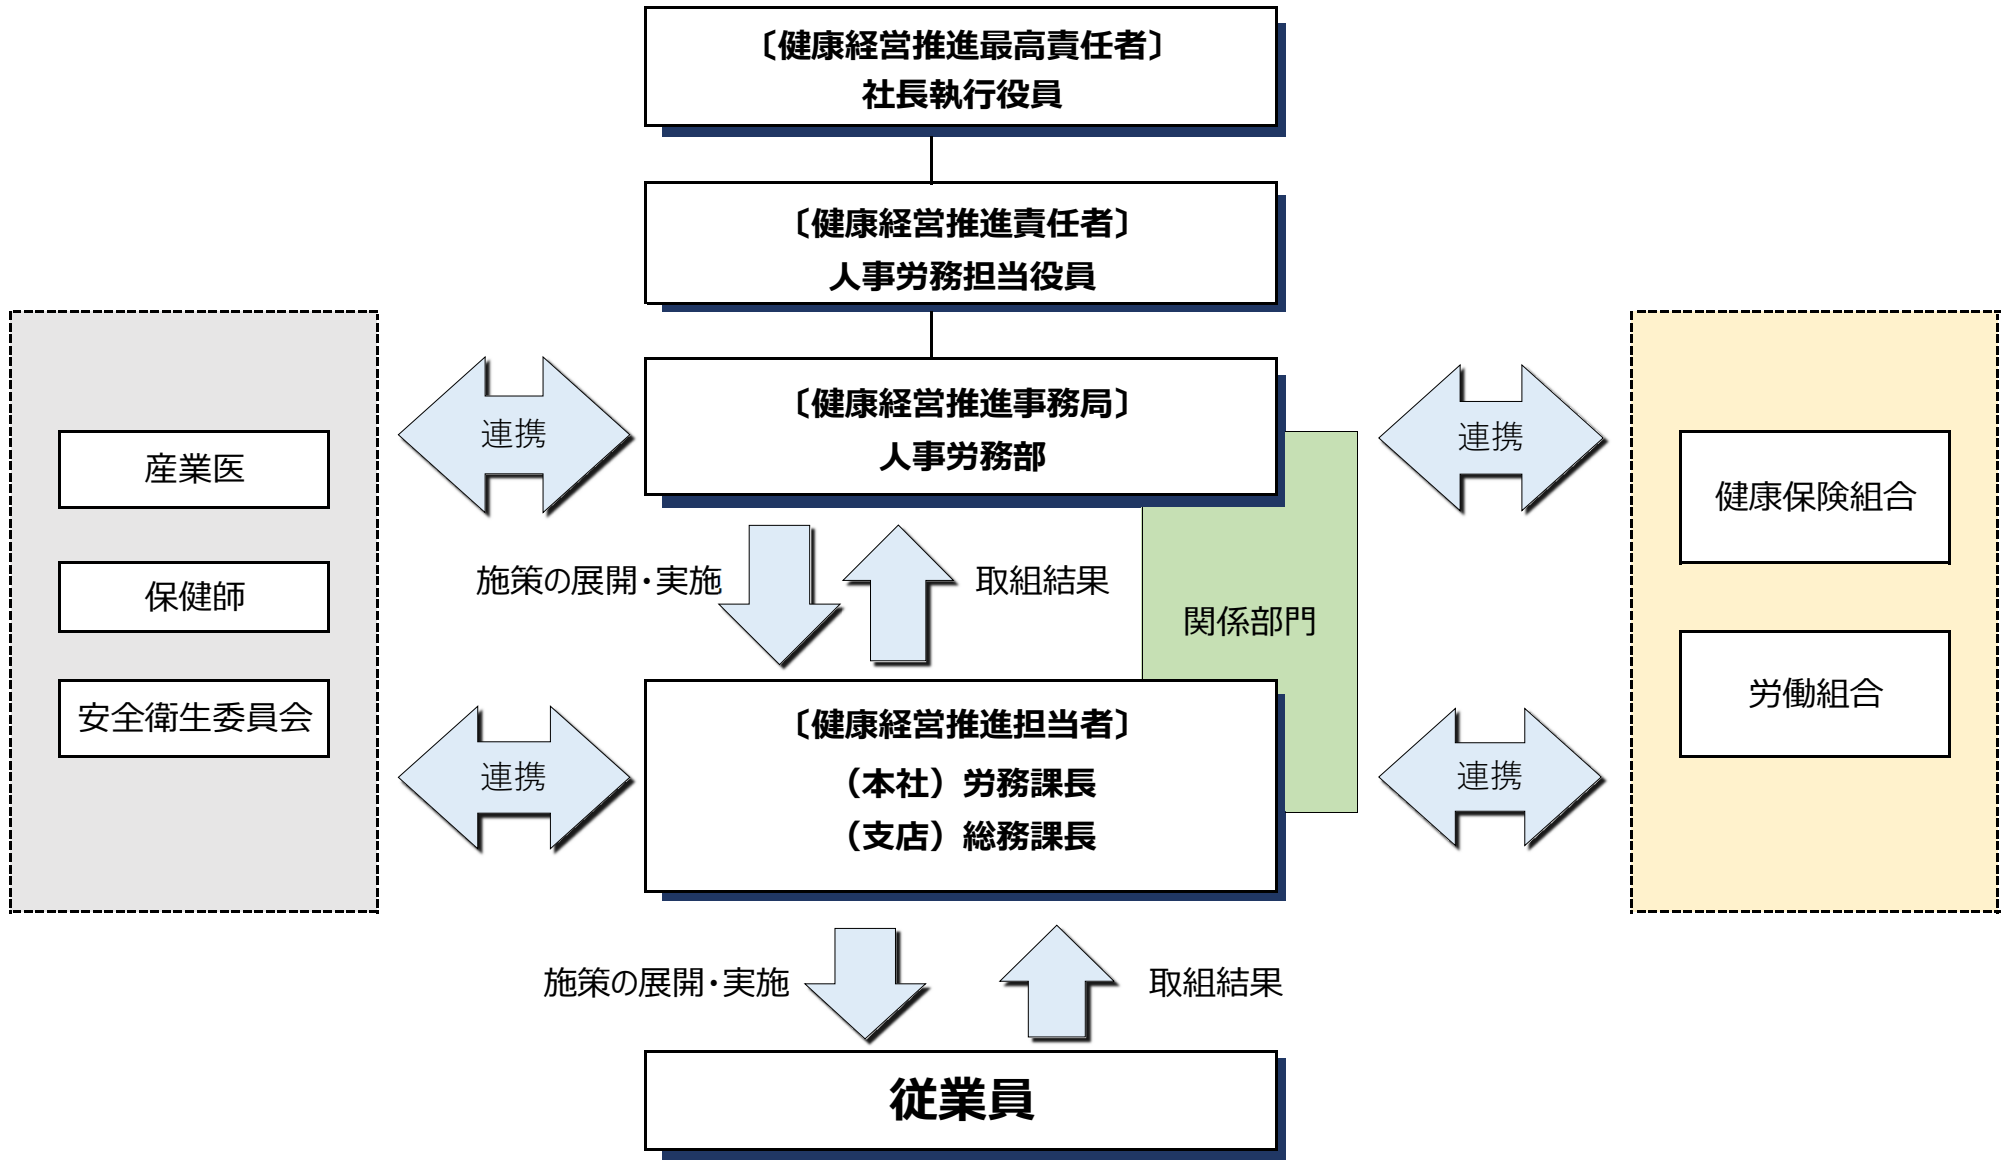 〔健康経営推進最高責任者〕
社長執行役員
〔健康経営推進責任者〕
人事労務担当役員
〔健康経営推進事務局〕
人事労務部
連携
連携
産業医
保健師
安全衛生委員会
健康保険組合
労働組合
施策の展開・実施
取組結果
関係部門
〔健康経営推進担当者〕
（本社）労務課長
（支店）総務課長
連携
連携
施策の展開・実施
取組結果
従業員